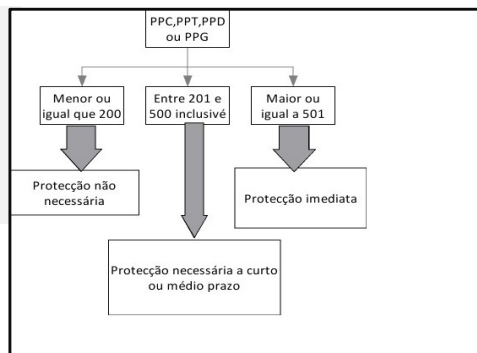 PPC,PPT,PPD
ou PPG
Menor ou
igual que 200
Entre 201 e
500 inclusivé
Maior ou
igual a 501
Protecção não
necessária
Protecção imediata
Protecção necessária a curto
ou médio prazo